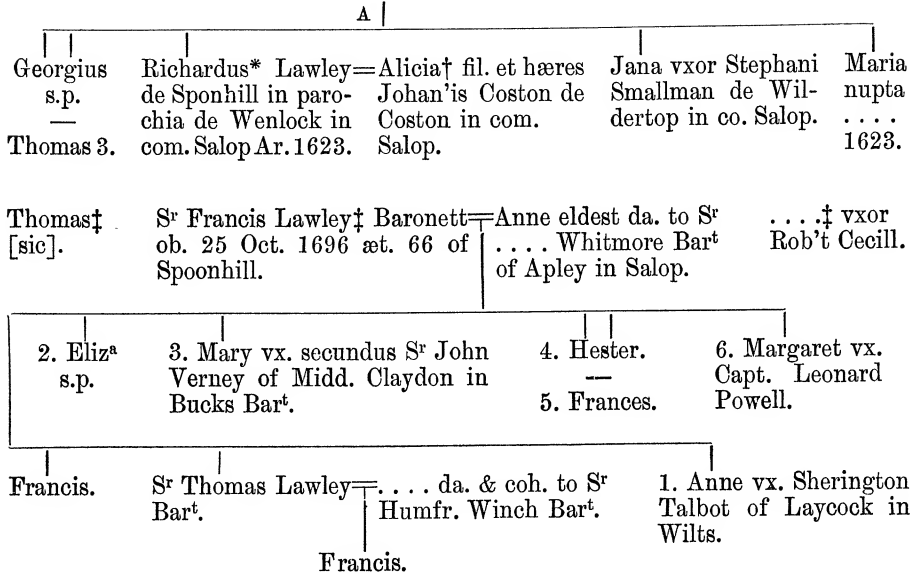 A
Georgius
s.p.
—
Thomas 3.
Richardus* Lawley=Alicia† fil. et hæres
de Sponhill in paro-
chia de Wenlock in
com. Salop Ar. 1623.
Johan'is Coston de
Coston in com.
Salop.
Jana vxor Stephani
Smallman de Wil-
dertop in co. Salop.
Maria
nupta
. . . .
1623.
Thomas‡
[sic].
Sʳ Francis Lawley‡ Baronett=Anne eldest da. to Sʳ
ob. 25 Oct. 1696 æt. 66 of
Spoonhill.
. . . . Whitmore Barᵗ
of Apley in Salop.
. . . .‡ vxor
Rob't Cecill.
2. Elizᵃ
s.p.
3. Mary vx. secundus Sʳ John
Verney of Midd. Claydon in
Bucks Barᵗ.
4. Hester.
—
5. Frances.
6. Margaret vx.
Capt. Leonard
Powell.
Francis.
Sʳ Thomas Lawley=. . . . da. & coh. to Sʳ
Barᵗ.
Humfr. Winch Barᵗ.
1. Anne vx. Sherington
Talbot of Laycock in
Wilts.
Francis.